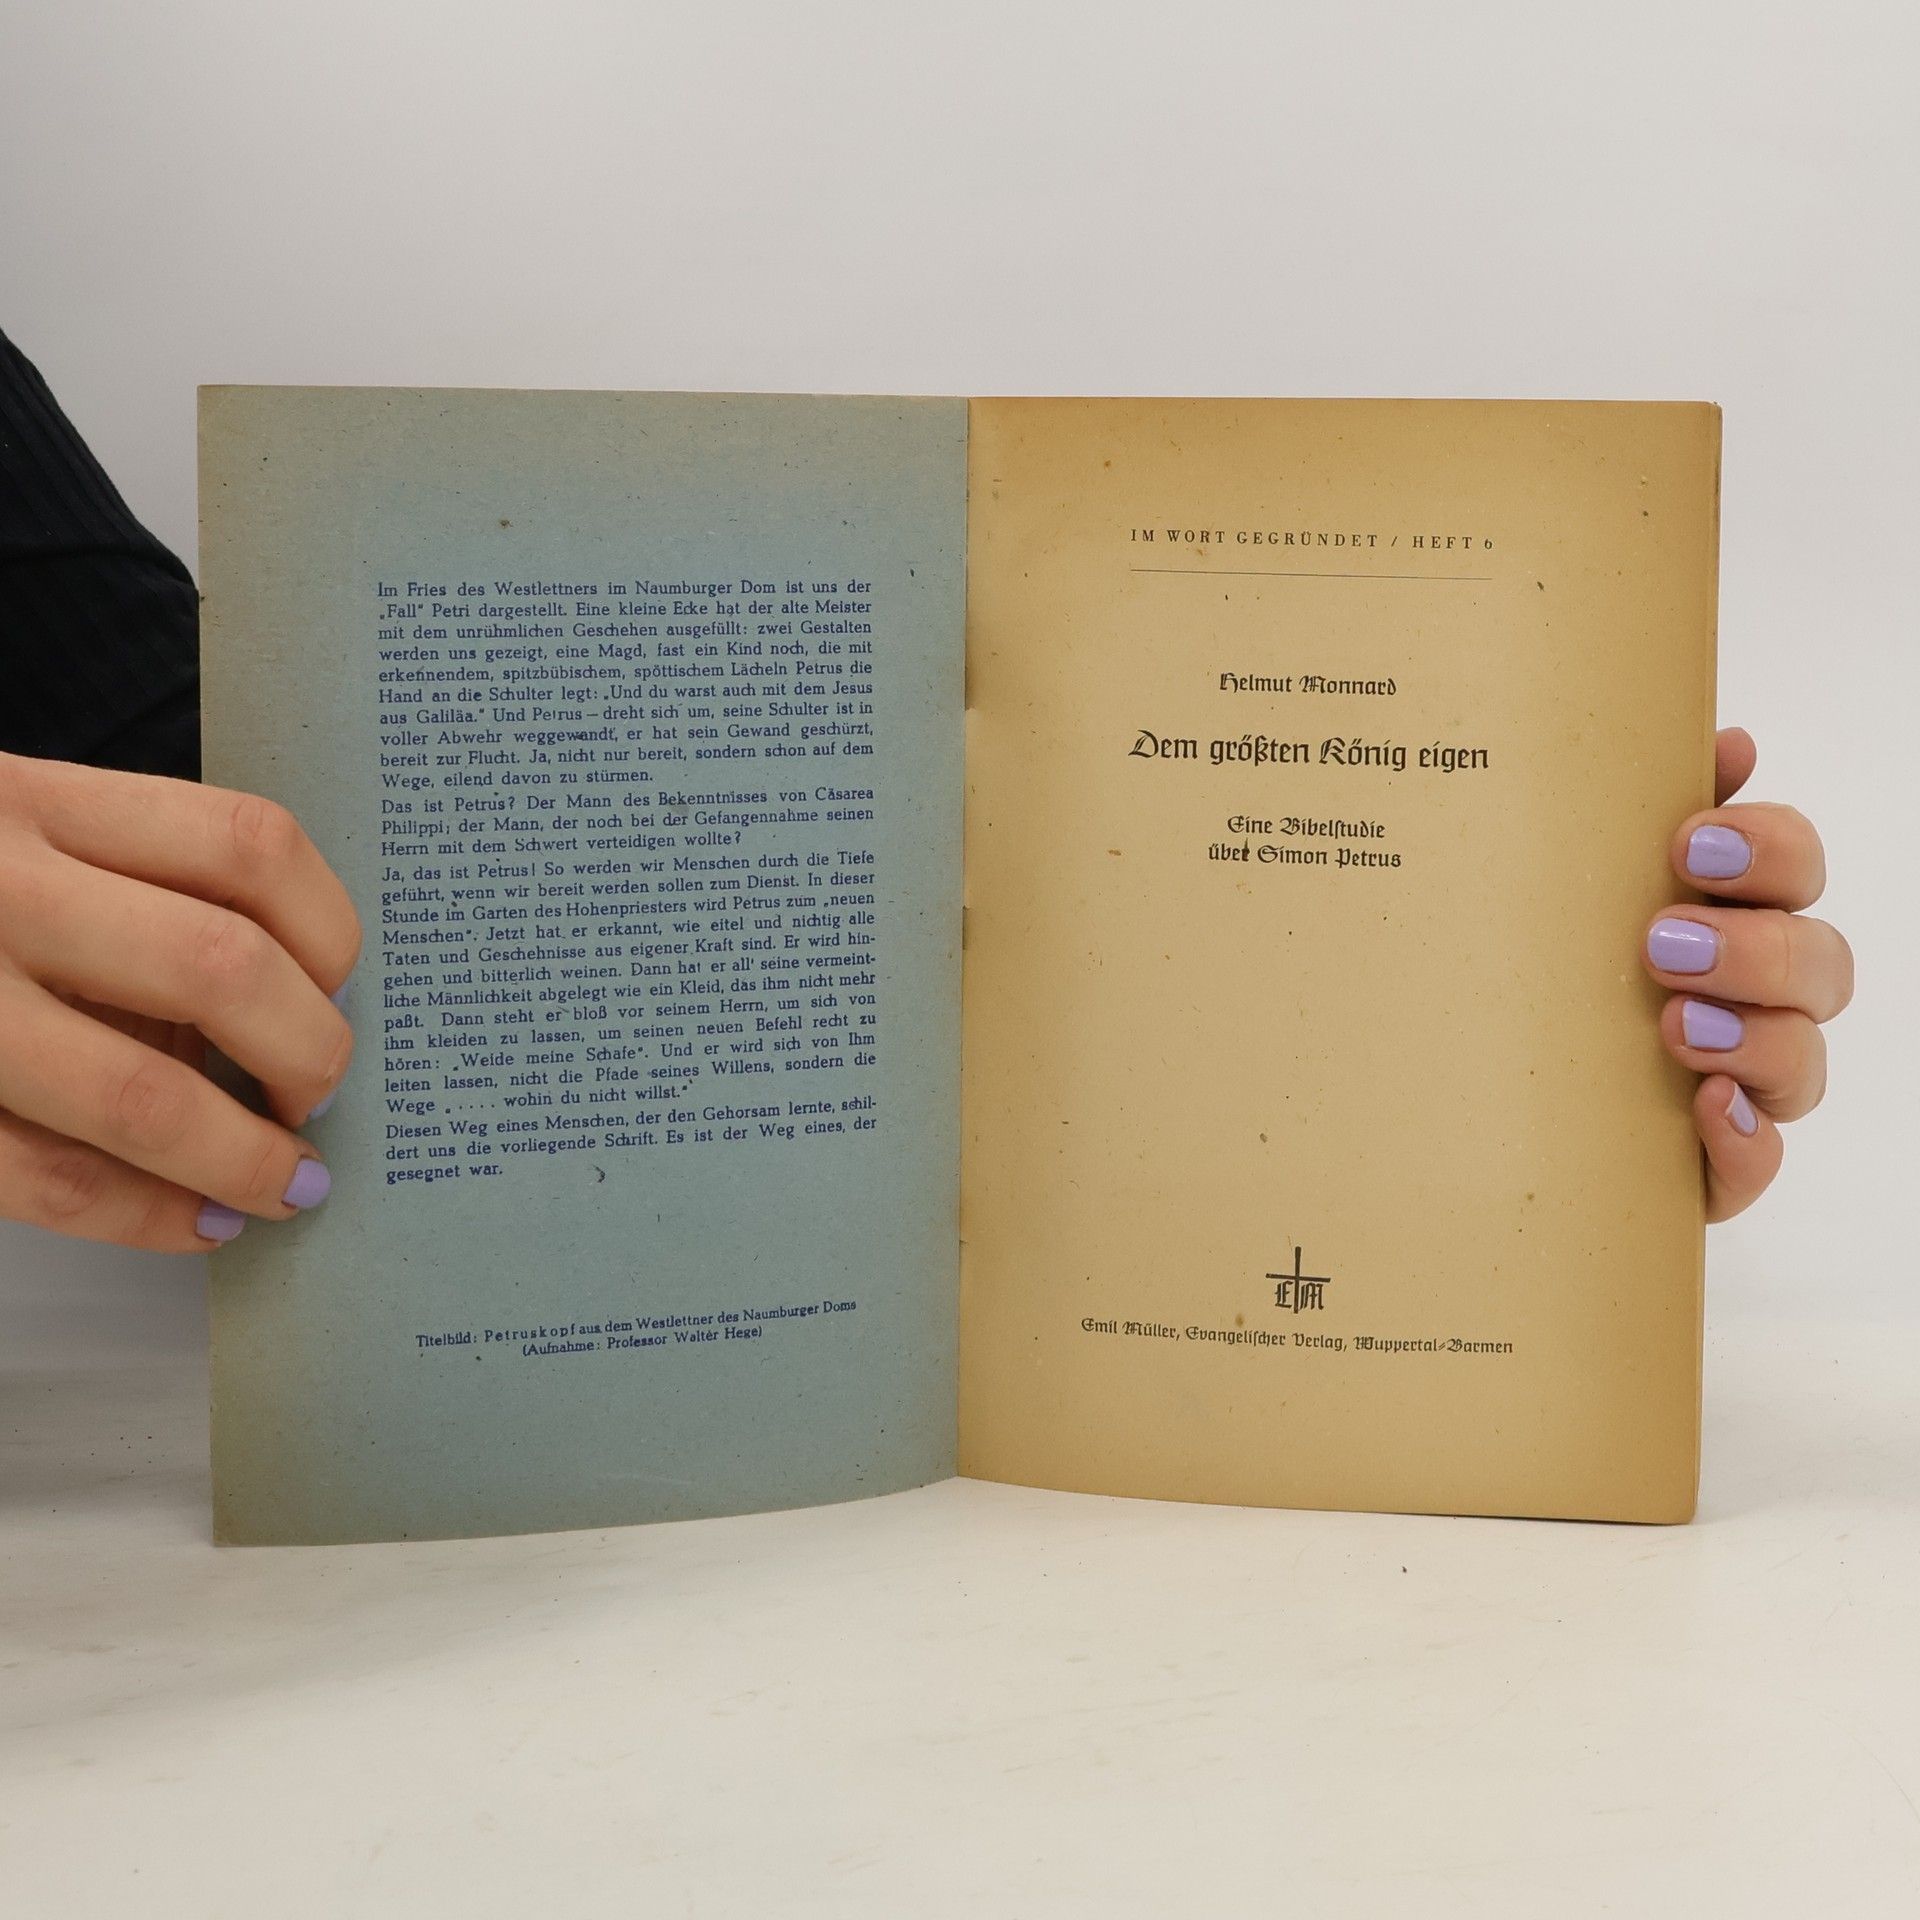 Im Fries des Westlettners im Naumburger Dom ist uns der
„Fall“ Petri dargestellt. Eine kleine Ecke hat der alte Meister
mit dem unrühmlichen Geschehen ausgefüllt: zwei Gestalten
werden uns gezeigt, eine Magd, fast ein Kind noch, die mit
erkennendem, spitzbübischem, spöttischem Lächeln Petrus die
Hand an die Schulter legt: „Und du warst auch mit dem Jesus
aus Galiläa.“ Und Petrus – dreht sich um, seine Schulter ist in
voller Abwehr weggewandt, er hat sein Gewand geschürzt,
bereit zur Flucht. Ja, nicht nur bereit, sondern schon auf dem
Wege, eilend davon zu stürmen.
Das ist Petrus? Der Mann des Bekenntnisses von Cäsarea
Philippi; der Mann, der noch bei der Gefangennahme seinen
Herrn mit dem Schwert verteidigen wollte?
Ja, das ist Petrus! So werden wir Menschen durch die Tiefe
geführt, wenn wir bereit werden sollen zum Dienst. In dieser
Stunde im Garten des Hohenpriesters wird Petrus zum „neuen
Menschen“. Jetzt hat er erkannt, wie eitel und nichtig alle
Taten und Geschehnisse aus eigener Kraft sind. Er wird hin-
gehen und bitterlich weinen. Dann hat er all' seine vermeint-
liche Männlichkeit abgelegt wie ein Kleid, das ihm nicht mehr
paßt. Dann steht er bloß vor seinem Herrn, um sich von
ihm kleiden zu lassen, um seinen neuen Befehl recht zu
hören: „Weide meine Schafe“. Und er wird sich von Ihm
leiten lassen, nicht die Pfade seines Willens, sondern die
Wege „ . . . . . wohin du nicht willst.“
Diesen Weg eines Menschen, der den Gehorsam lernte, schil-
dert uns die vorliegende Schrift. Es ist der Weg eines, der
gesegnet war.
Titelbild: Petruskopf aus dem Westlettner des Naumburger Doms
(Aufnahme: Professor Walter Hege)
IM WORT GEGRÜNDET / HEFT 6
Helmut Monnard
Dem größten König eigen
Eine Bibelſtudie
über Simon Petrus
E M
Emil Müller, Evangeliſcher Verlag, Wuppertal-Barmen